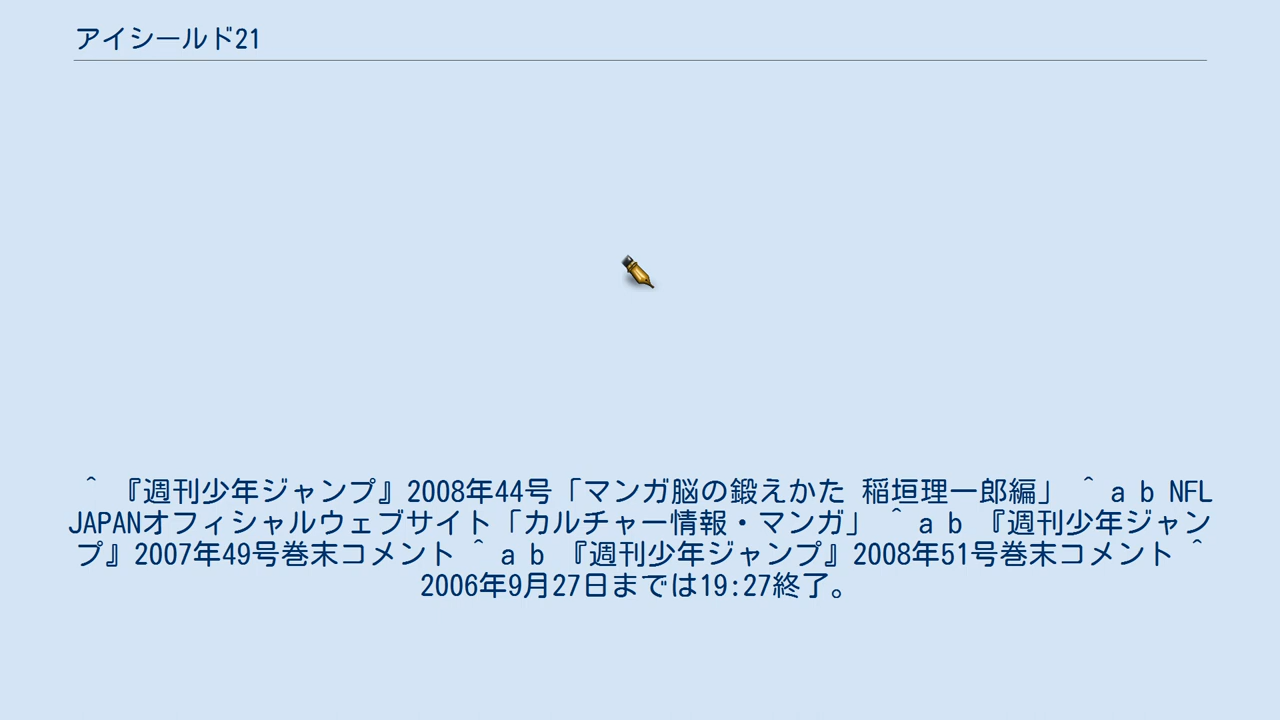 アイシールド21
^ 『週刊少年ジャンプ』2008年44号「マンガ脳の鍛えかた 稲垣理一郎編」 ^ a b NFL
JAPANオフィシャルウェブサイト「カルチャー情報・マンガ」 ^ a b 『週刊少年ジャン
プ』2007年49号巻末コメント ^ a b 『週刊少年ジャンプ』2008年51号巻末コメント ^
2006年9月27日までは19:27終了。